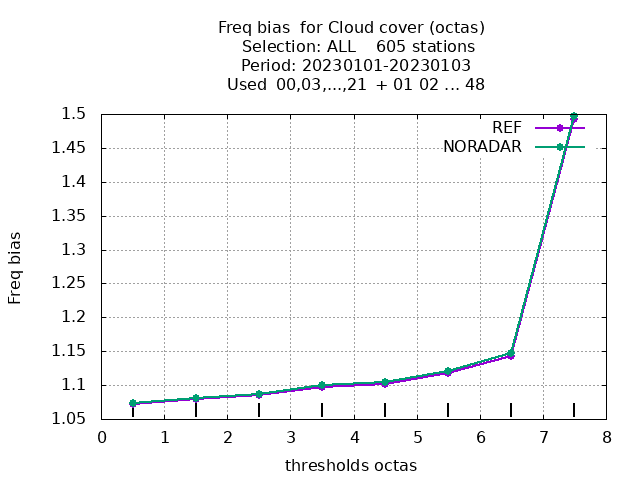 Freq bias  for Cloud cover (octas)
Selection: ALL    605 stations
Period: 20230101-20230103
Used  00,03,...,21  + 01 02 ... 48
1.5
REF
NORADAR
1.45
1.4
1.35
1.3
1.25
1.2
1.15
1.1
1.05
Freq bias
0 1 2 3 4 5 6 7 8
thresholds octas